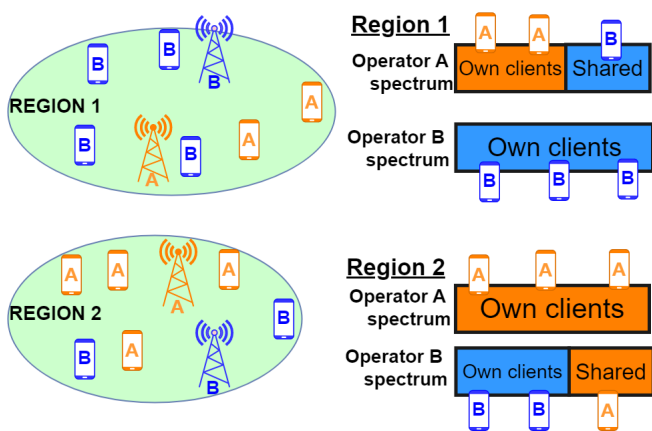 B
B
B
REGION 1
A
A
B
B
A
Region 1
A
A
B
Operator A
spectrum
Own clients
Shared
Operator B
spectrum
Own clients
B
B
B
A
A
A
A
REGION 2
B
A
B
B
Region 2
A
A
A
Operator A
spectrum
Own clients
Operator B
spectrum
Own clients
Shared
B
B
A